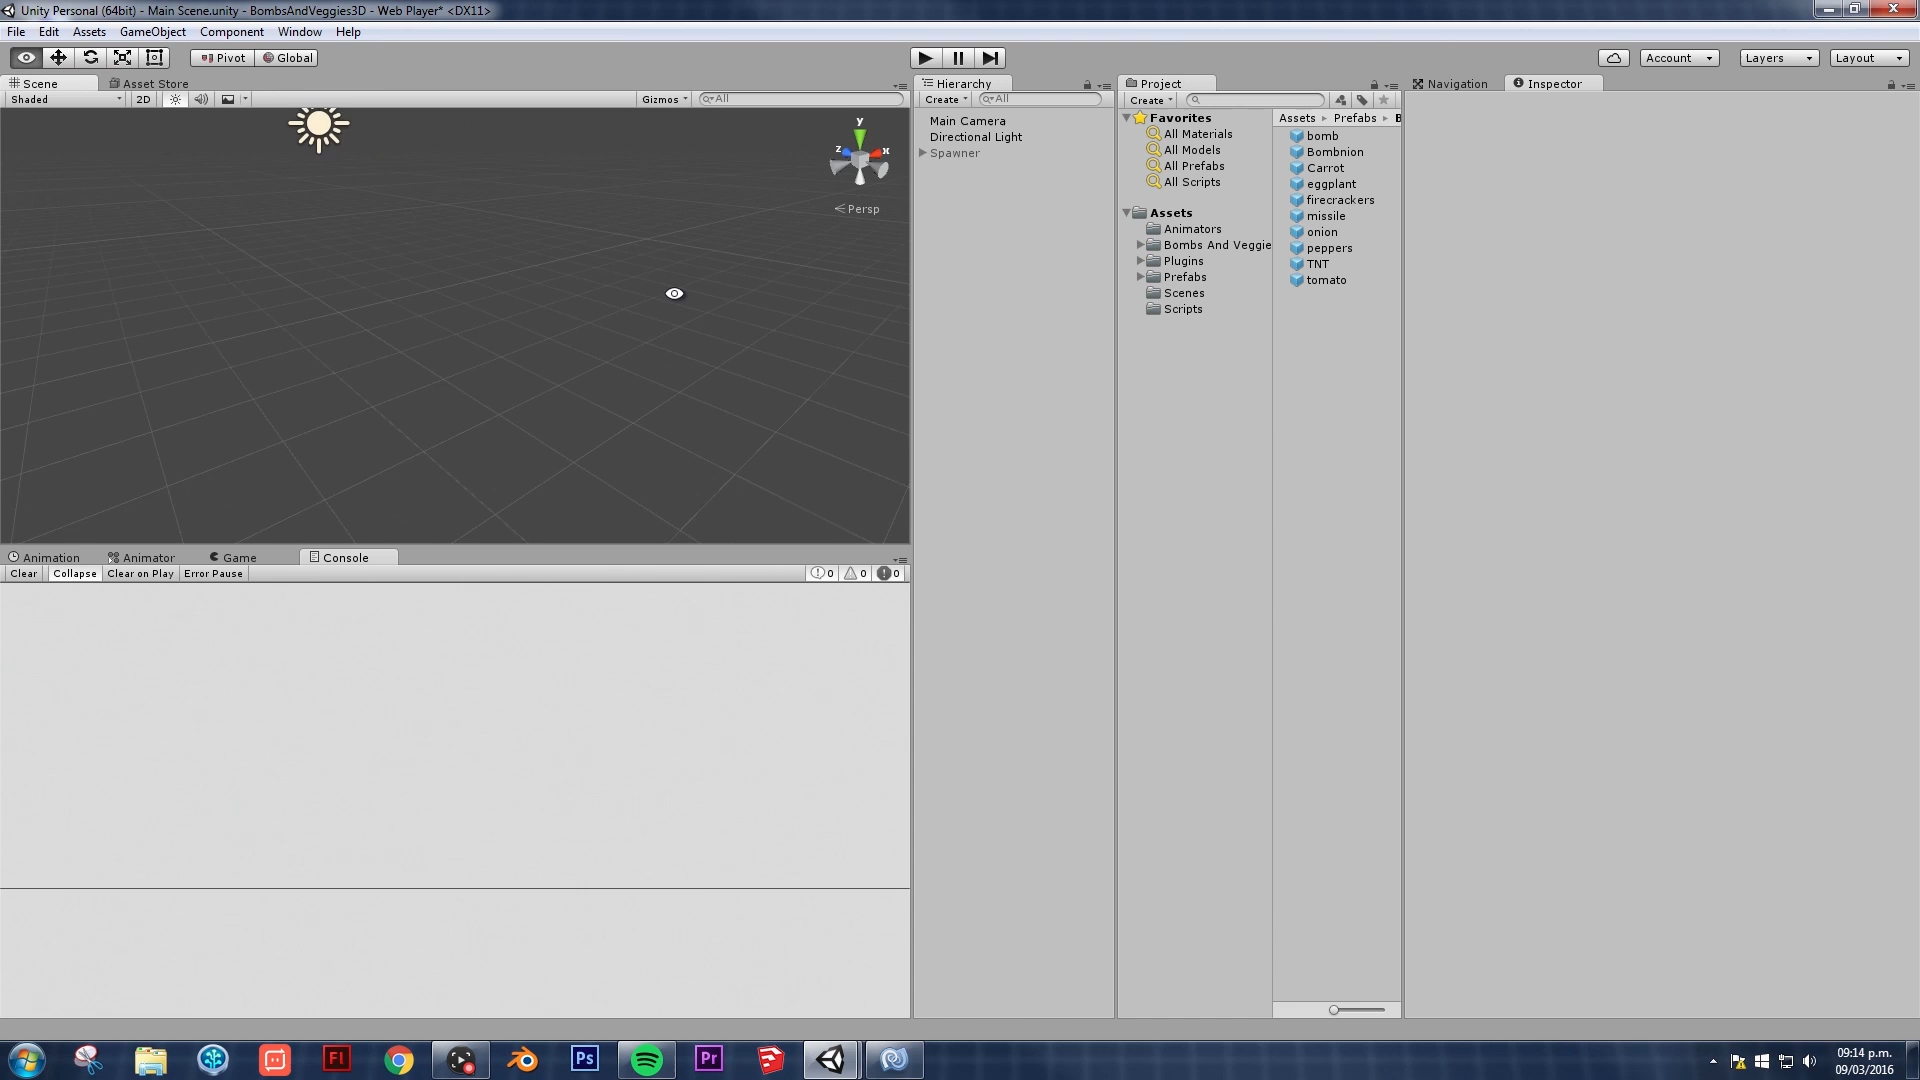 Unity Personal (64bit) - Main Scene.unity - BombsAndVeggies3D - Web Player* <DX11>
File Edit Assets GameObject Component Window Help
Pivot Global
Account Layers Layout
Scene Asset Store
Shaded 2D Gizmos All
y
z x
Persp
Hierarchy
Create All
Main Camera
Directional Light
Spawner
Project
Create
Favorites
All Materials
All Models
All Prefabs
All Scripts
Assets
Animators
Bombs And Veggie
Plugins
Prefabs
Scenes
Scripts
Assets Prefabs B
bomb
Bombnion
Carrot
eggplant
firecrackers
missile
onion
peppers
TNT
tomato
Navigation Inspector
Animation Animator Game Console
Clear Collapse Clear on Play Error Pause 0 0 0
Fl Ps Pr
09:14 p.m.
09/03/2016